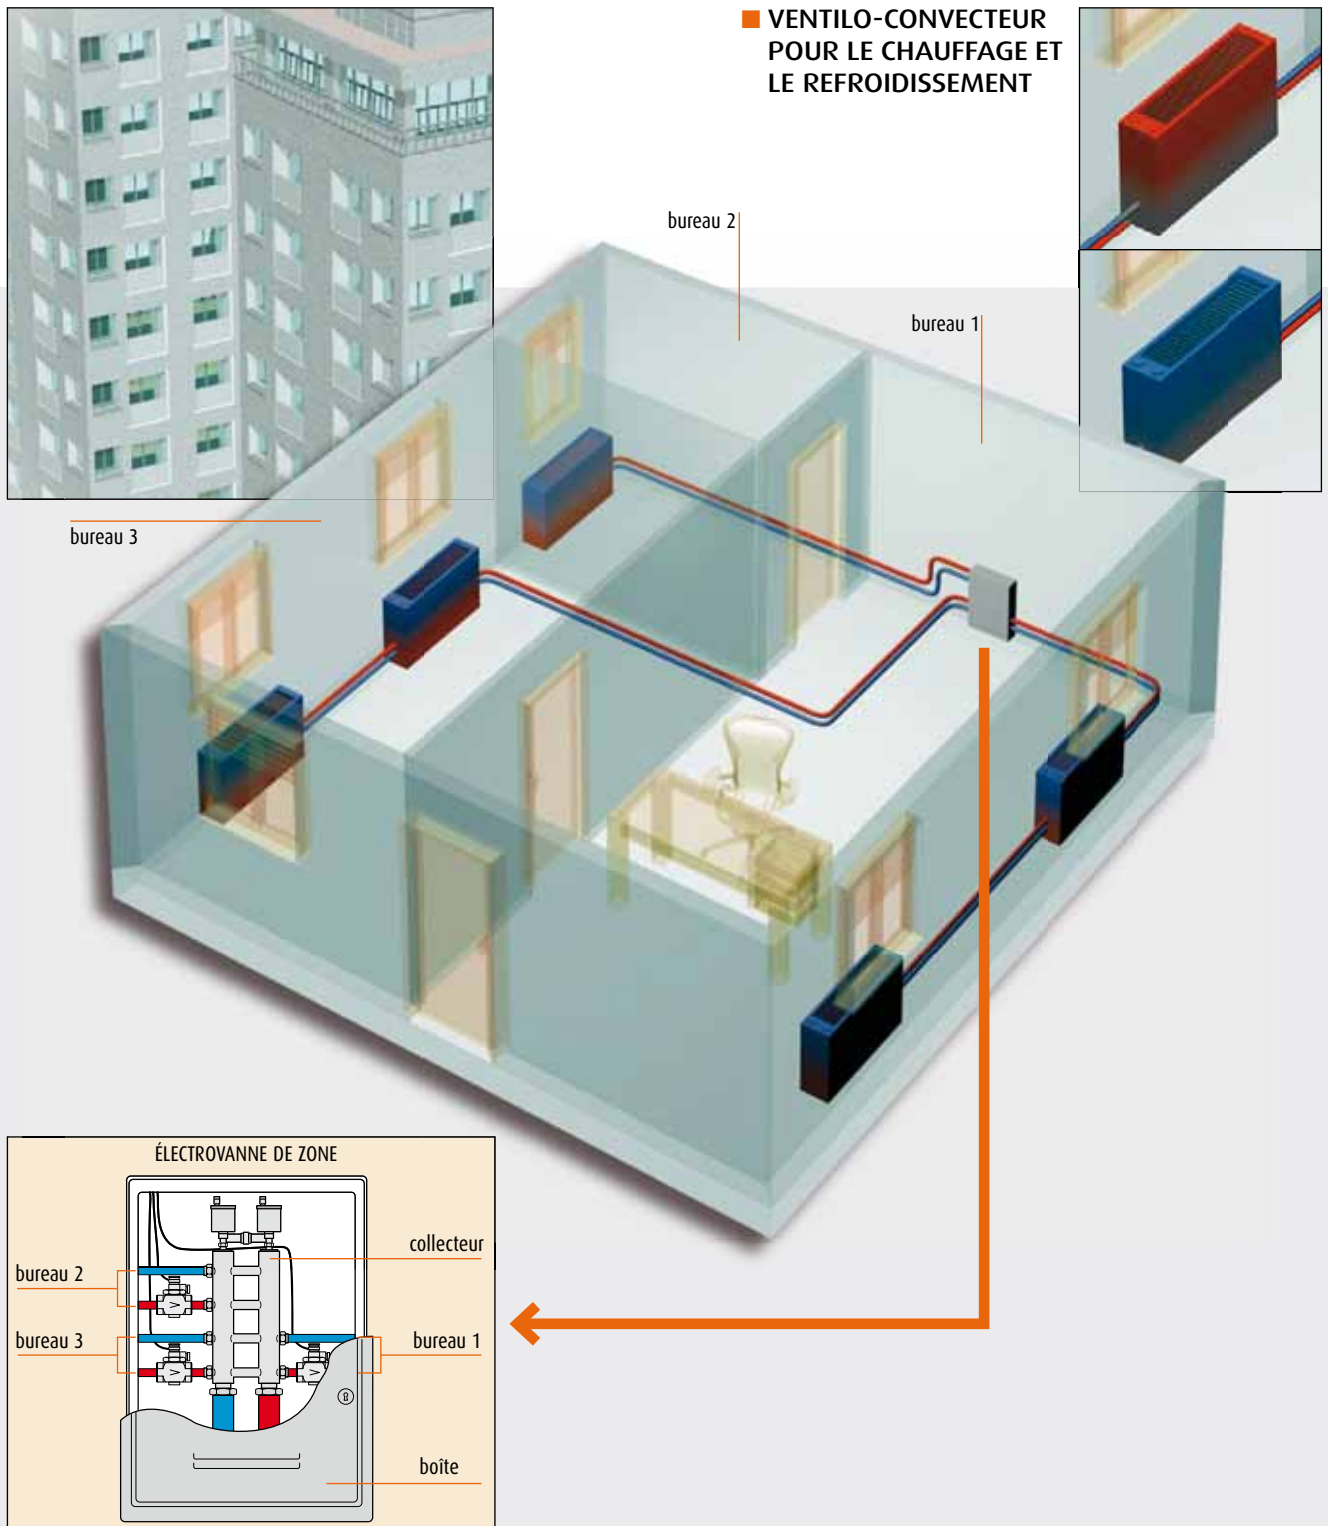 VENTILO-CONVECTEUR
POUR LE CHAUFFAGE ET
LE REFROIDISSEMENT
bureau 2
bureau 1
bureau 3
ÉLECTROVANNE DE ZONE
collecteur
bureau 2
bureau 3
bureau 1
boîte